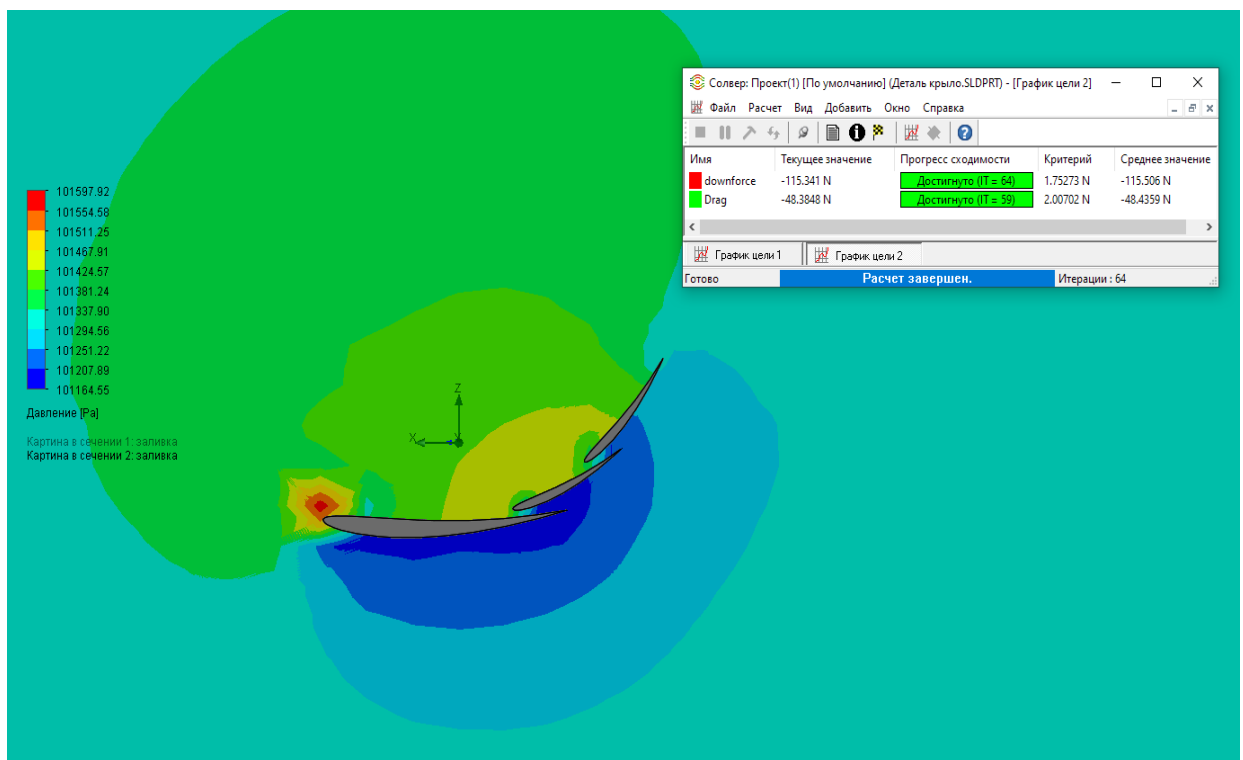 Солвер: Проект(1) [По умолчанию] (Деталь крыло.SLDPRT) - [График цели 2]
Файл Расчет Вид Добавить Окно Справка
Имя Текущее значение Прогресс сходимости Критерий Среднее значение
downforce -115.341 N Достигнуто (IT = 64) 1.75273 N -115.506 N
Drag -48.3848 N Достигнуто (IT = 59) 2.00702 N -48.4359 N
График цели 1 График цели 2
Готово Расчет завершен. Итерации : 64
101597.92
101554.58
101511.25
101467.91
101424.57
101381.24
101337.90
101294.56
101251.22
101207.89
101164.55
Давление [Pa]
Картина в сечении 1: заливка
Картина в сечении 2: заливка
Z
X
Y